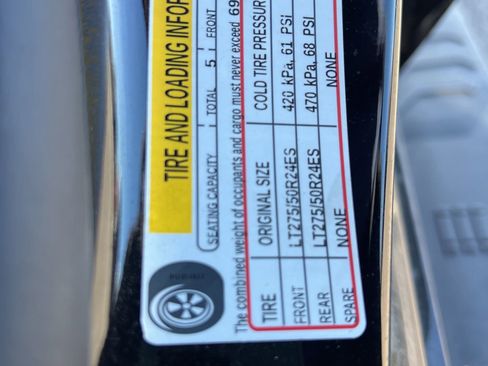 TIRE AND LOADING INFOR
SEATING CAPACITY TOTAL 5 FRONT
The combined weight of occupants and cargo must never exceed 69
TIRE ORIGINAL SIZE COLD TIRE PRESSURE
FRONT LT275/50R24ES 420 kPa, 61 PSI
REAR LT275/50R24ES 470 kPa, 68 PSI
SPARE NONE NONE